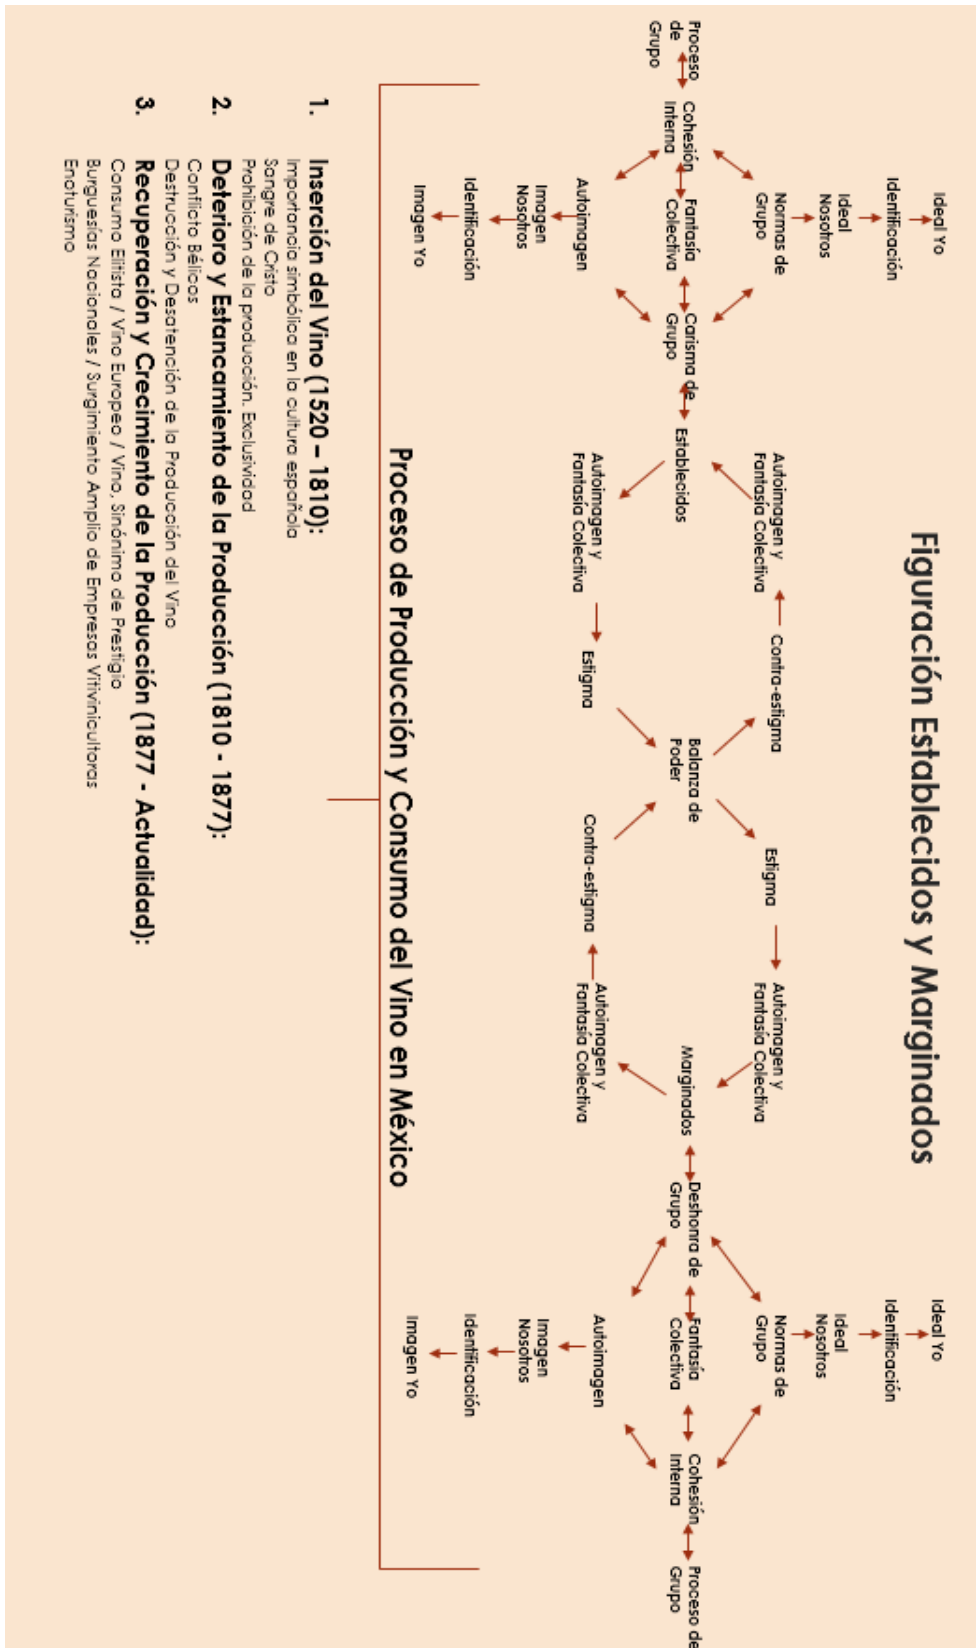 Figuración Establecidos y Marginados
Ideal Yo
Identificación
Ideal
Nosotros
Normas de
Grupo
Proceso
de
Grupo
Cohesión
Interna
Fantasía
Colectiva
Carisma de
Grupo
Establecidos
Autoimagen
Imagen
Nosotros
Identificación
Imagen Yo
Autoimagen y
Fantasía Colectiva
Contra-estigma
Autoimagen y
Fantasía Colectiva
Estigma
Balanza de
Poder
Estigma
Autoimagen y
Fantasía Colectiva
Contra-estigma
Autoimagen y
Fantasía Colectiva
Marginados
Deshonra de
Grupo
Fantasía
Colectiva
Cohesión
Interna
Proceso de
Grupo
Ideal Yo
Identificación
Ideal
Nosotros
Normas de
Grupo
Autoimagen
Imagen
Nosotros
Identificación
Imagen Yo
Proceso de Producción y Consumo del Vino en México
1. Inserción del Vino (1520 – 1810):
Importancia simbólica en la cultura española
Sangre de Cristo
Prohibición de la producción. Exclusividad
2. Deterioro y Estancamiento de la Producción (1810 - 1877):
Conflicto Bélicos
Destrucción y Desatención de la Producción del Vino
3. Recuperación y Crecimiento de la Producción (1877 - Actualidad):
Consumo Elitista / Vino Europeo / Vino, Sinónimo de Prestigio
Burguesías Nacionales / Surgimiento Amplio de Empresas Vitivinicultoras
Enoturismo